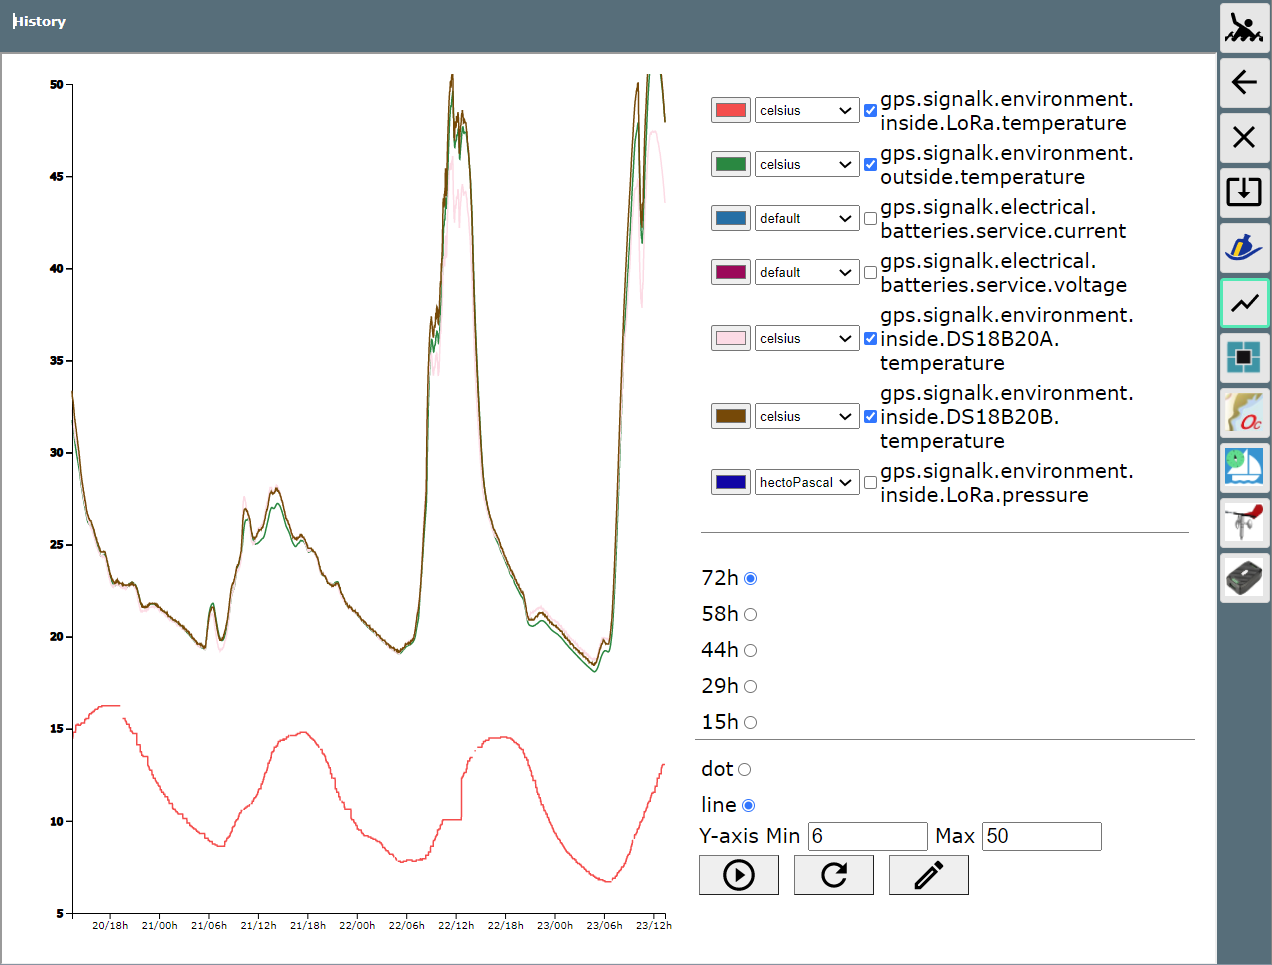 History
50
45
40
35
30
25
20
15
10
5
20/18h 21/00h 21/06h 21/12h 21/18h 22/00h 22/06h 22/12h 22/18h 23/00h 23/06h 23/12h
celsius gps.signalk.environment.
inside.LoRa.temperature
celsius gps.signalk.environment.
outside.temperature
default gps.signalk.electrical.
batteries.service.current
default gps.signalk.electrical.
batteries.service.voltage
celsius gps.signalk.environment.
inside.DS18B20A.
temperature
celsius gps.signalk.environment.
inside.DS18B20B.
temperature
hectoPascal gps.signalk.environment.
inside.LoRa.pressure
72h
58h
44h
29h
15h
dot
line
Y-axis Min 6 Max 50
Oc